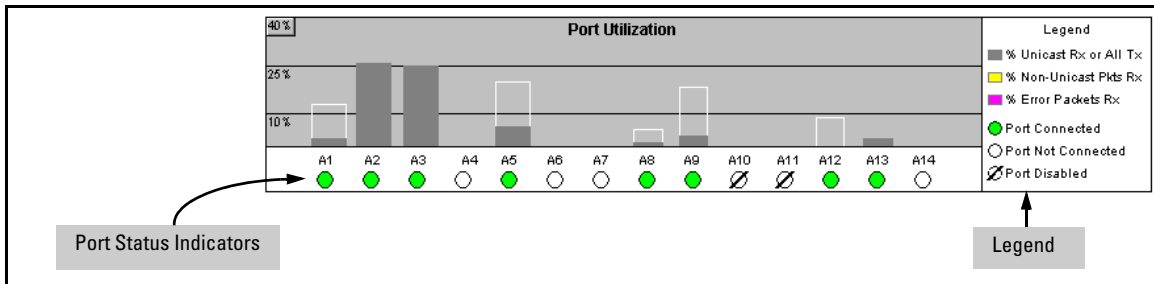 40%
Port Utilization
25%
10%
A1 A2 A3 A4 A5 A6 A7 A8 A9 A10 A11 A12 A13 A14
Legend
% Unicast Rx or All Tx
% Non-Unicast Pkts Rx
% Error Packets Rx
Port Connected
Port Not Connected
Port Disabled
Port Status Indicators
Legend